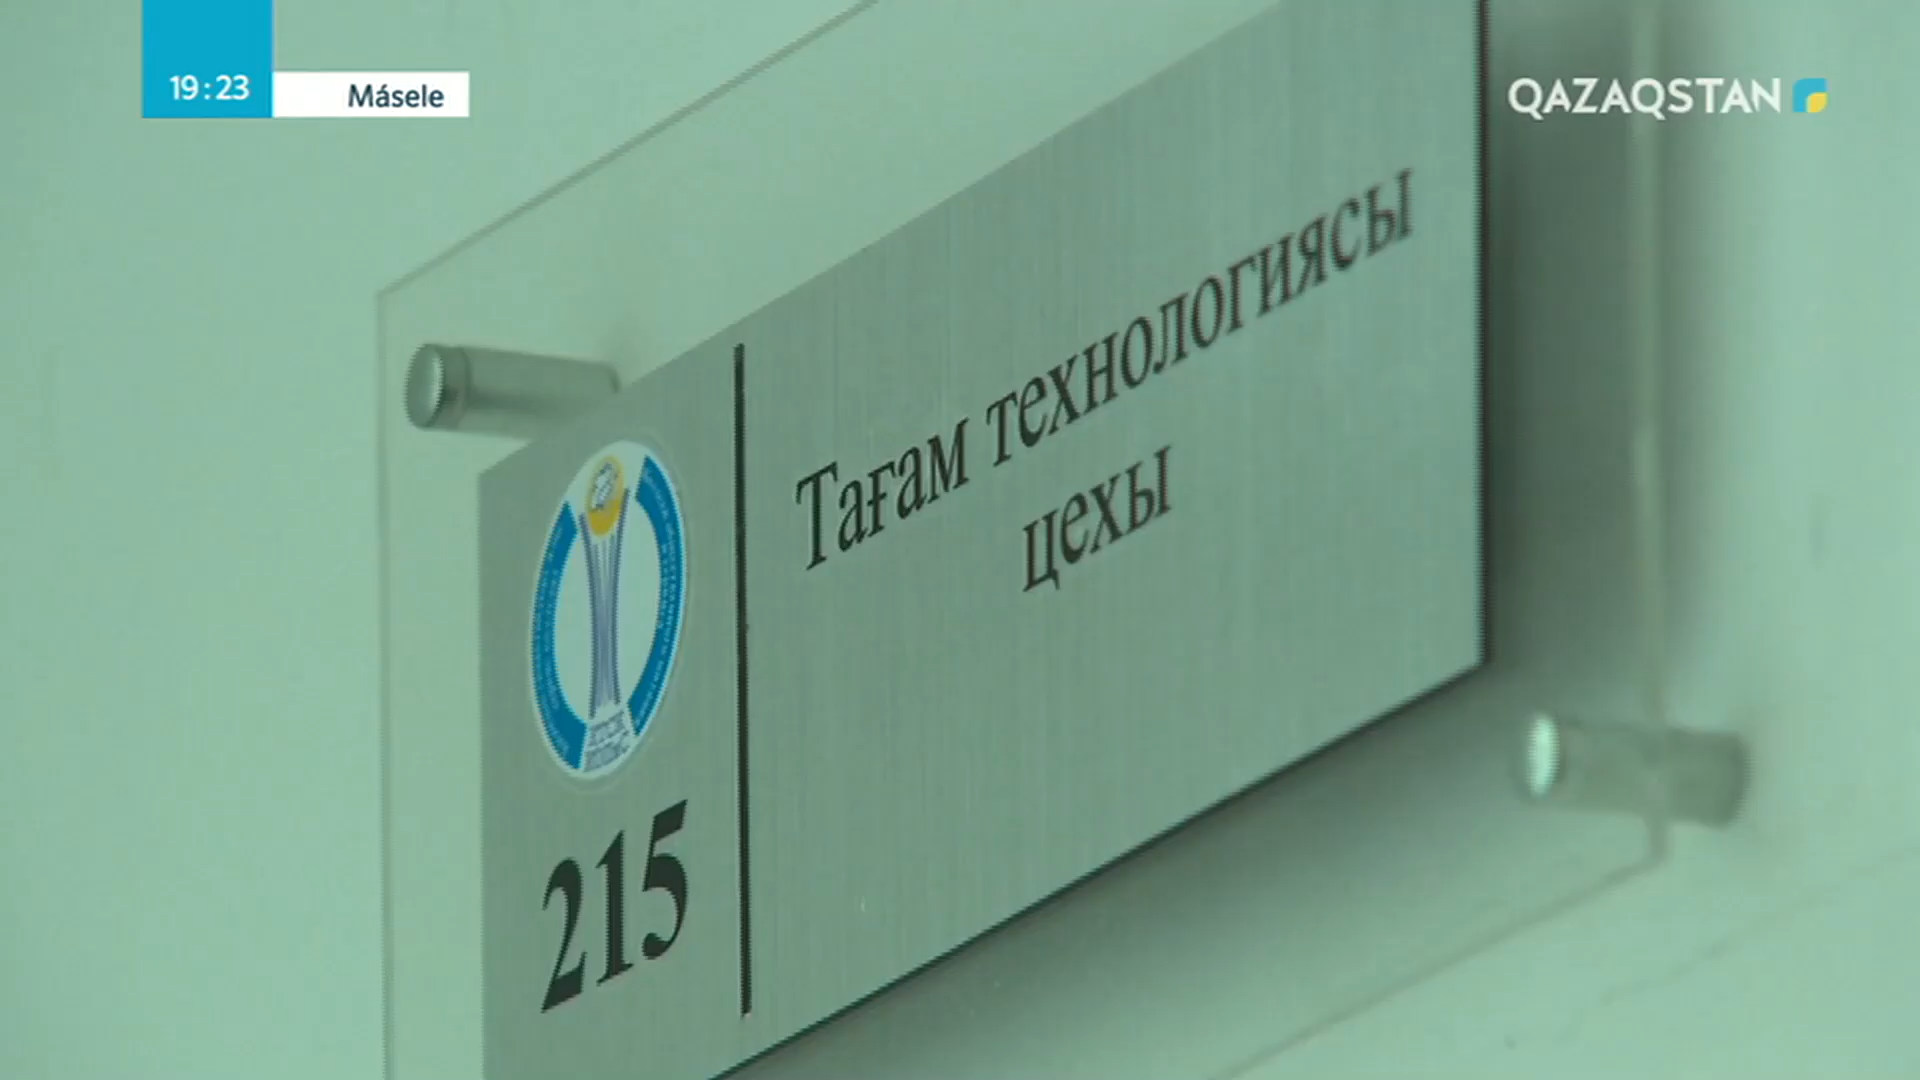 19:23
Másele
QAZAQSTAN
Тағам технологиясы
цехы
215